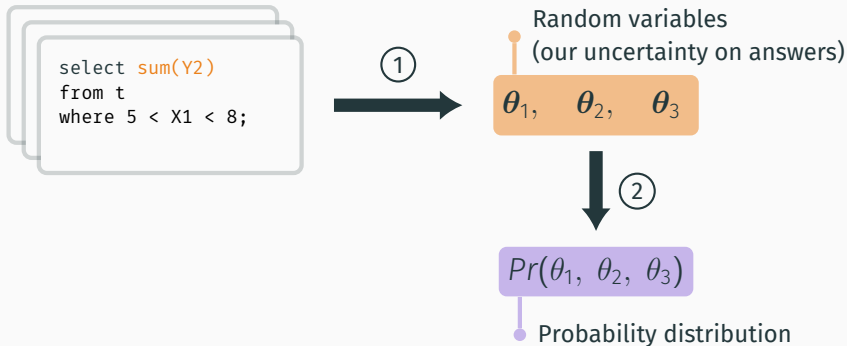 select sum(Y2)
from t
where 5 < X1 < 8;
1
Random variables
(our uncertainty on answers)
θ₁, θ₂, θ₃
2
Pr(θ₁, θ₂, θ₃)
Probability distribution